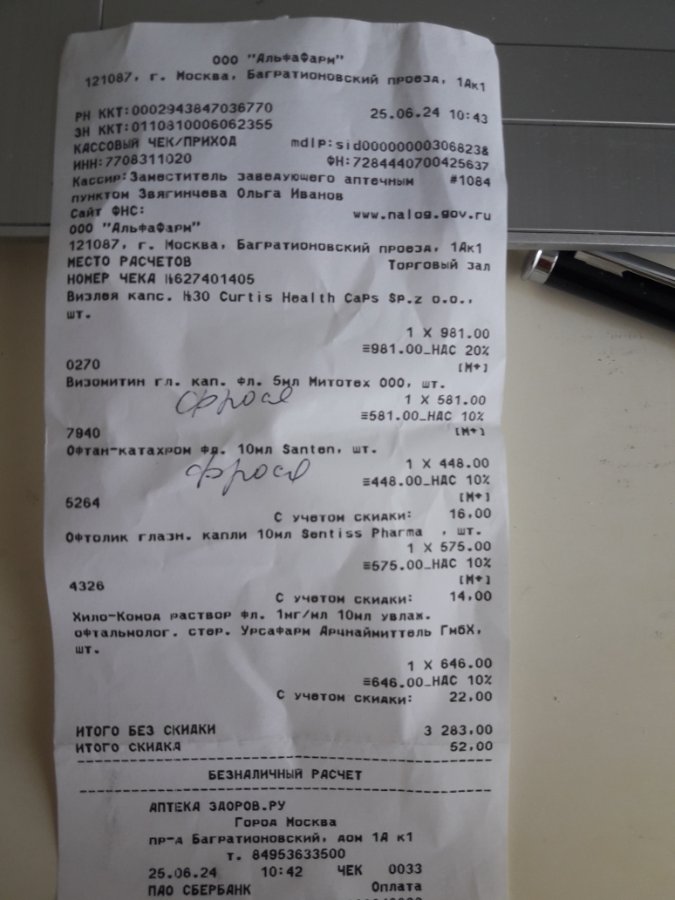 ООО "АльфаФарм"
121087, г. Москва, Багратионовский проезд, 1Ак1
РН ККТ:0002943847036770 25.06.24 10:43
ЗН ККТ:0110810006062355
КАССОВЫЙ ЧЕК/ПРИХОД mdlp:sid00000000306823&
ИНН:7708311020 ФН:7284440700425637
Кассир:Заместитель заведующего аптечным #1084
пунктом Звягинцева Ольга Иванов
Сайт ФНС: www.nalog.gov.ru
ООО "АльфаФарм"
121087, г. Москва, Багратионовский проезд, 1Ак1
МЕСТО РАСЧЕТОВ Торговый зал
НОМЕР ЧЕКА №627401405
Визлея капс. №30 Curtis Health Caps Sp.z o.o.,
шт.
1 X 981.00
≡981.00_НДС 20%
0270 [M+]
Визомитин гл. кап. фл. 5мл Митотех ООО, шт.
фрося 1 X 581.00
≡581.00_НДС 10%
7940 [M+]
Офтан-катахром фл. 10мл Santen, шт.
фрося 1 X 448.00
≡448.00_НДС 10%
5264 [M+]
С учетом скидки: 16.00
Офтолик глазн. капли 10мл Sentiss Pharma , шт.
1 X 575.00
≡575.00_НДС 10%
4326 [M+]
С учетом скидки: 14.00
Хило-Комод раствор фл. 1мг/мл 10мл увлаж.
офтальмолог. стер. Урсафарм Арцнаймиттель ГмбХ,
шт.
1 X 646.00
≡646.00_НДС 10%
С учетом скидки: 22.00
ИТОГО БЕЗ СКИДКИ 3 283.00
ИТОГО СКИДКА 52.00
БЕЗНАЛИЧНЫЙ РАСЧЕТ
АПТЕКА ЗДОРОВ.РУ
Город Москва
пр-д Багратионовский, дом 1А к1
т. 84953633500
25.06.24 10:42 ЧЕК 0033
ПАО СБЕРБАНК Оплата